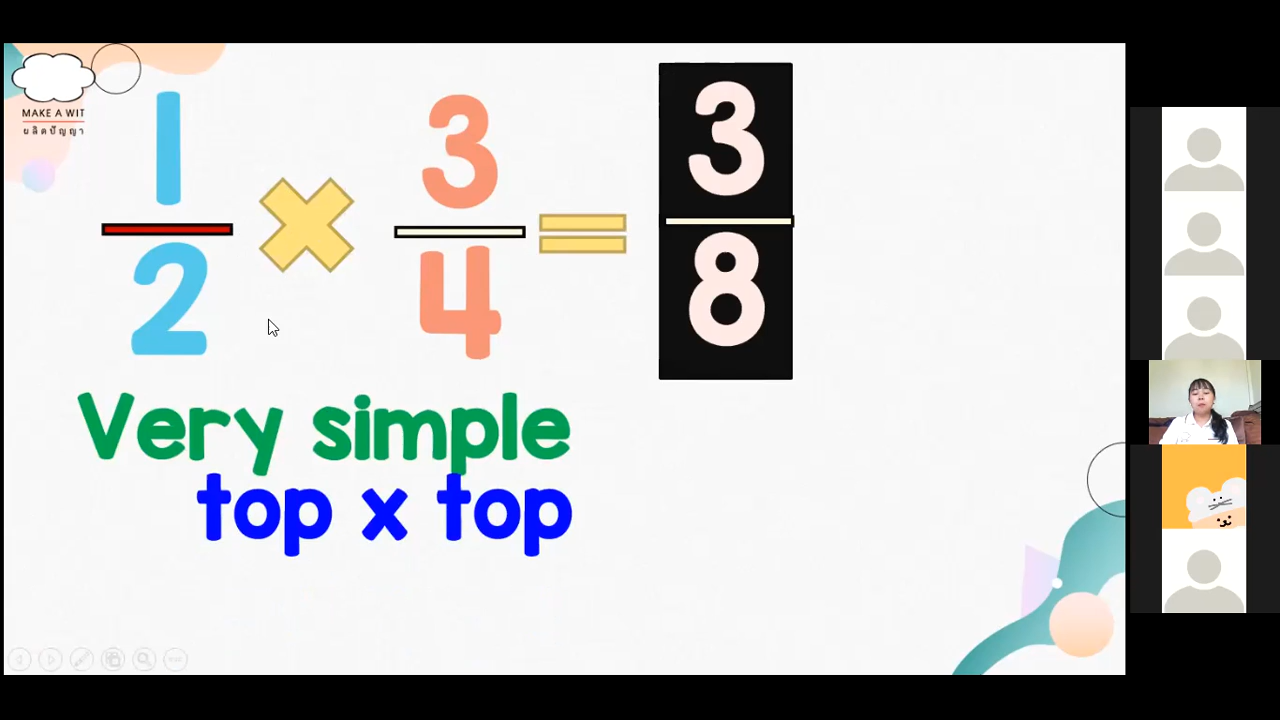 MAKE A WIT
ผลิตปัญญา
1/2 × 3/4 = 3/8
Very simple
top x top